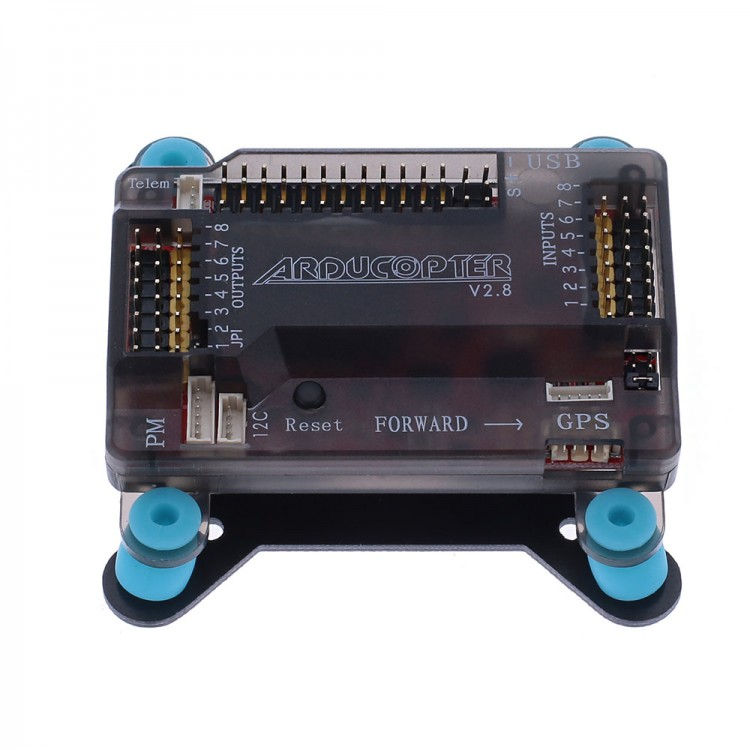 USB
Telem
S + -
1 2 3 4 5 6 7 8
OUTPUTS
JP1
INPUTS
1 2 3 4 5 6 7 8
ARDUCOPTER
V2.8
PM
I2C
Reset
FORWARD →
GPS